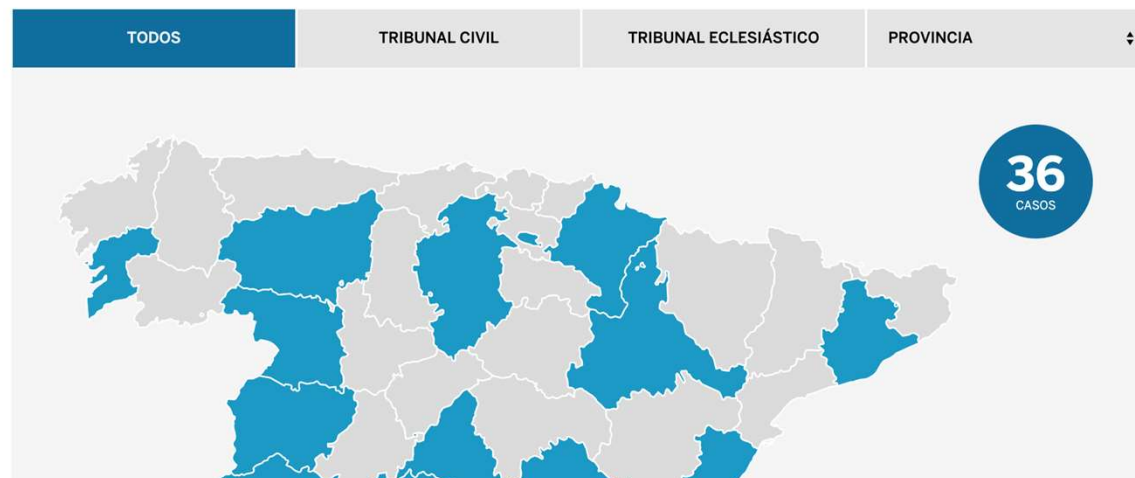 TODOS
TRIBUNAL CIVIL
TRIBUNAL ECLESIÁSTICO
PROVINCIA
36
CASOS